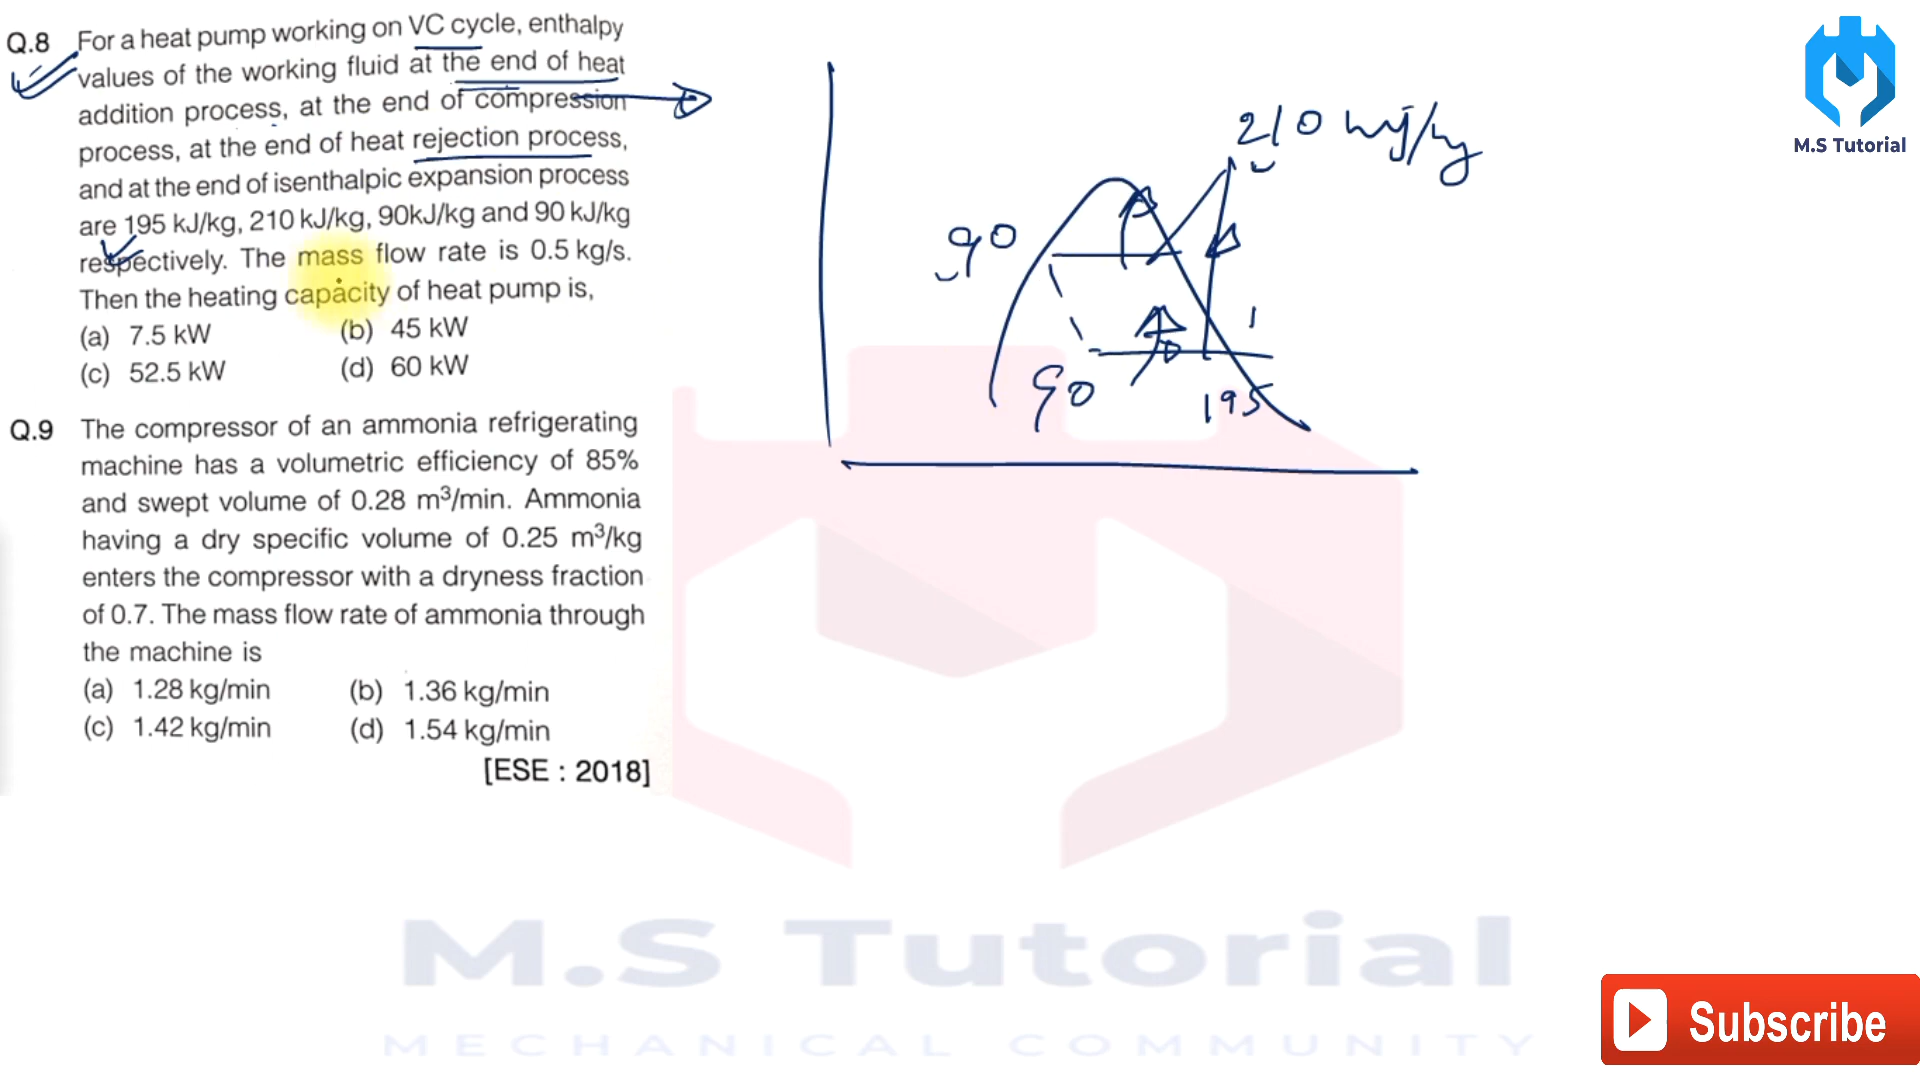 Q.8 For a heat pump working on VC cycle, enthalpy
values of the working fluid at the end of heat
addition process, at the end of compression
process, at the end of heat rejection process,
and at the end of isenthalpic expansion process
are 195 kJ/kg, 210 kJ/kg, 90kJ/kg and 90 kJ/kg
respectively. The mass flow rate is 0.5 kg/s.
Then the heating capacity of heat pump is,
(a) 7.5 kW (b) 45 kW
(c) 52.5 kW (d) 60 kW
Q.9 The compressor of an ammonia refrigerating
machine has a volumetric efficiency of 85%
and swept volume of 0.28 m³/min. Ammonia
having a dry specific volume of 0.25 m³/kg
enters the compressor with a dryness fraction
of 0.7. The mass flow rate of ammonia through
the machine is
(a) 1.28 kg/min (b) 1.36 kg/min
(c) 1.42 kg/min (d) 1.54 kg/min
[ESE : 2018]
210 kJ/kg
90
1
90
195
M.S Tutorial
M.S Tutorial
MECHANICAL COMMUNITY
Subscribe